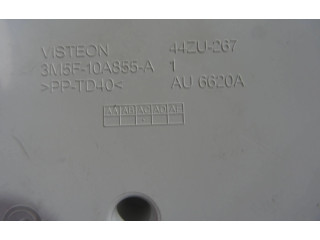 VISTEON 44ZU-267
3M5F-10A855-A 1
>PP-TD40< AU 6620A